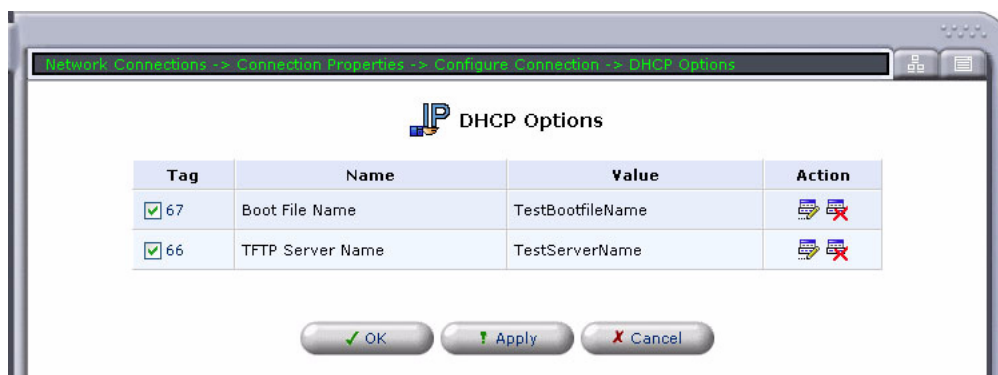 Network Connections -> Connection Properties -> Configure Connection -> DHCP Options
IP DHCP Options
Tag Name Value Action
67 Boot File Name TestBootfileName
66 TFTP Server Name TestServerName
OK Apply Cancel